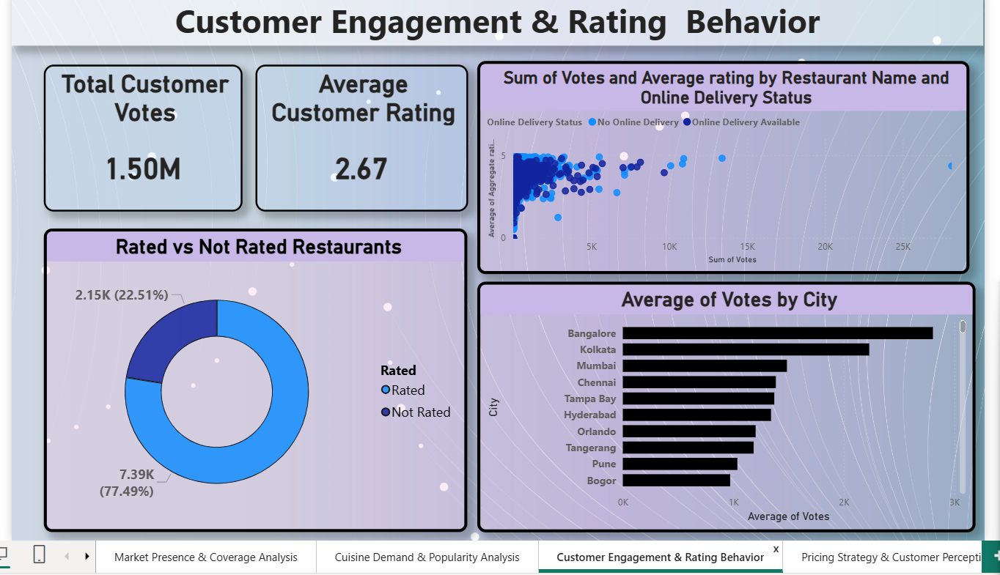 Customer Engagement & Rating  Behavior
Total Customer
Votes
1.50M
Average
Customer Rating
2.67
Sum of Votes and Average rating by Restaurant Name and
Online Delivery Status
Online Delivery Status No Online Delivery Online Delivery Available
Average of Aggregate rati...
5
0
5K 10K 15K 20K 25K
Sum of Votes
Rated vs Not Rated Restaurants
2.15K (22.51%)
7.39K
(77.49%)
Rated
Rated
Not Rated
Average of Votes by City
City
Bangalore
Kolkata
Mumbai
Chennai
Tampa Bay
Hyderabad
Orlando
Tangerang
Pune
Bogor
0K 1K 2K 3K
Average of Votes
Market Presence & Coverage Analysis
Cuisine Demand & Popularity Analysis
Customer Engagement & Rating Behavior
x
Pricing Strategy & Customer Percepti